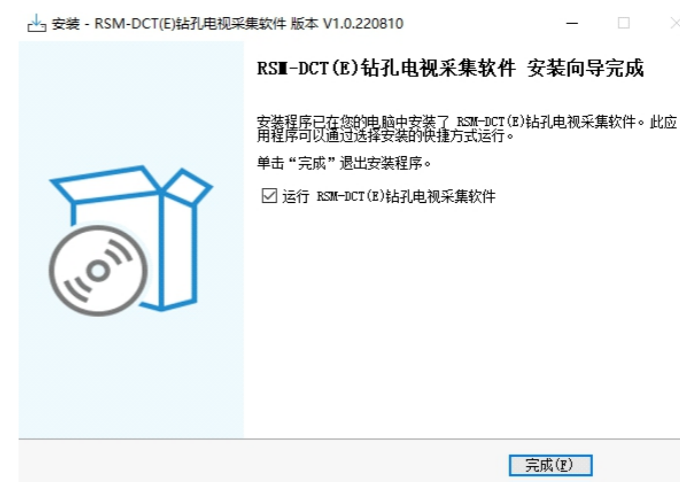 安装 - RSM-DCT(E)钻孔电视采集软件 版本 V1.0.220810
RSM-DCT(E)钻孔电视采集软件 安装向导完成
安装程序已在您的电脑中安装了 RSM-DCT(E)钻孔电视采集软件。此应
用程序可以通过选择安装的快捷方式运行。
单击“完成”退出安装程序。
运行 RSM-DCT(E)钻孔电视采集软件
完成(F)